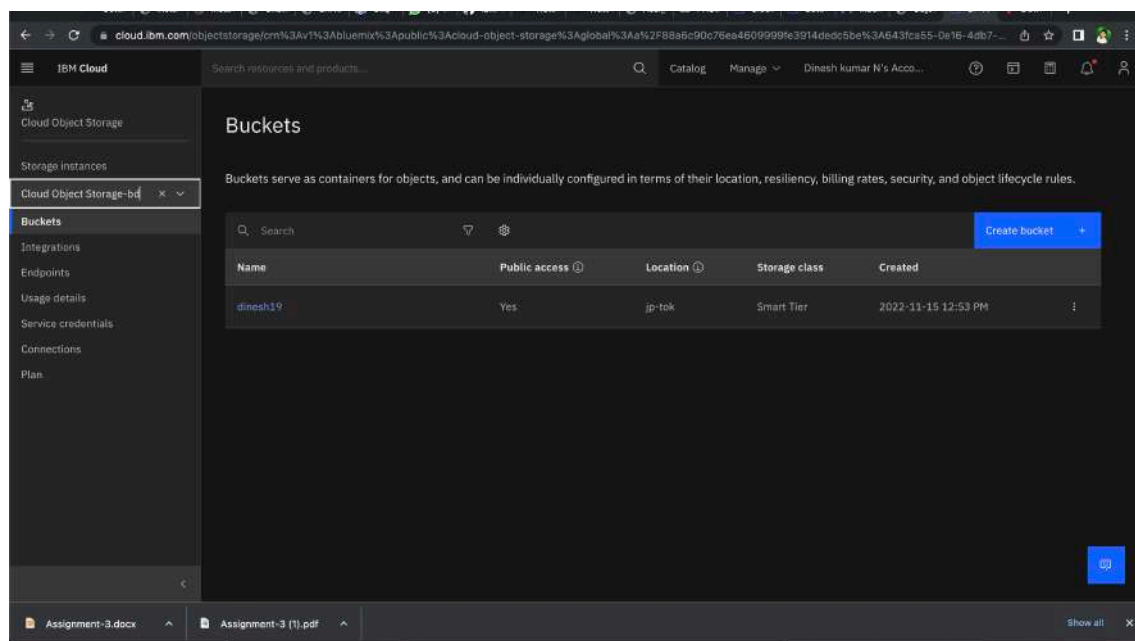 cloud.ibm.com/objectstorage/crn%3Av1%3Abluemix%3Apublic%3Acloud-object-storage%3Aglobal%3Aa%2F88a6c90c76ea4609999fe3914dedc5be%3A643fca55-0e16-4db7-...
IBM Cloud
Search resources and products...
Catalog
Manage
Dinesh kumar N's Acco...
Cloud Object Storage
Storage instances
Cloud Object Storage-bd
Buckets
Integrations
Endpoints
Usage details
Service credentials
Connections
Plan
Buckets
Buckets serve as containers for objects, and can be individually configured in terms of their location, resiliency, billing rates, security, and object lifecycle rules.
Search
Create bucket +
Name Public access Location Storage class Created
dinesh19 Yes jp-tok Smart Tier 2022-11-15 12:53 PM
Assignment-3.docx
Assignment-3 (1).pdf
Show all